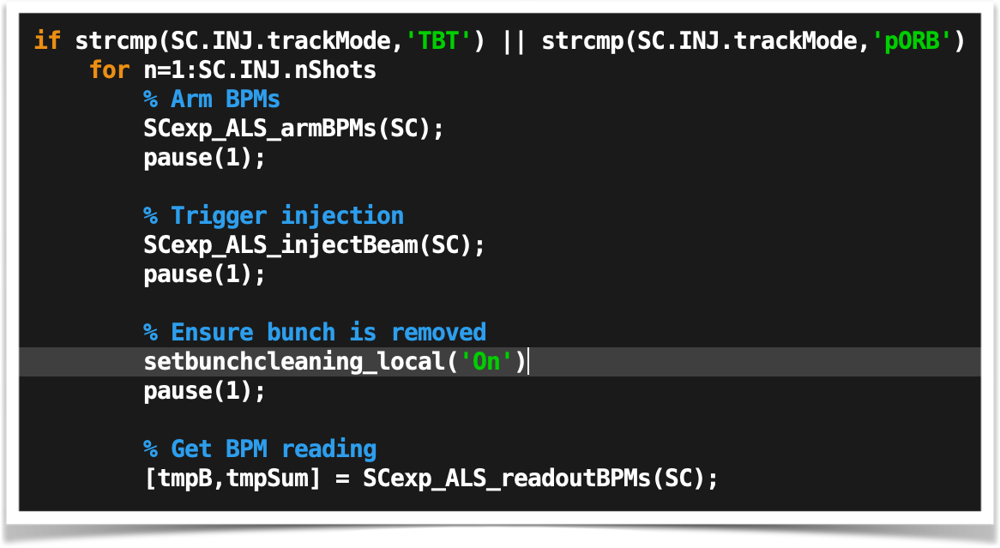 if strcmp(SC.INJ.trackMode,'TBT') || strcmp(SC.INJ.trackMode,'pORB')
for n=1:SC.INJ.nShots
% Arm BPMs
SCexp_ALS_armBPMs(SC);
pause(1);
% Trigger injection
SCexp_ALS_injectBeam(SC);
pause(1);
% Ensure bunch is removed
setbunchcleaning_local('On')
pause(1);
% Get BPM reading
[tmpB,tmpSum] = SCexp_ALS_readoutBPMs(SC);